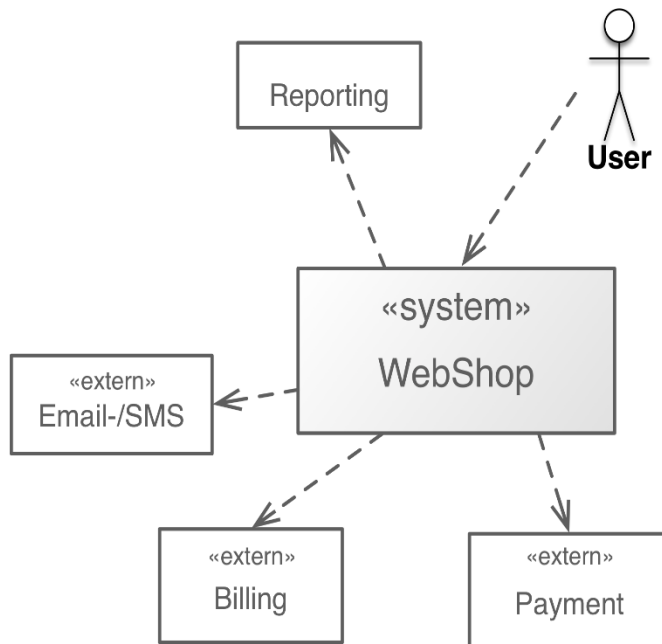 Reporting
User
«system»
WebShop
«extern»
Email-/SMS
«extern»
Billing
«extern»
Payment